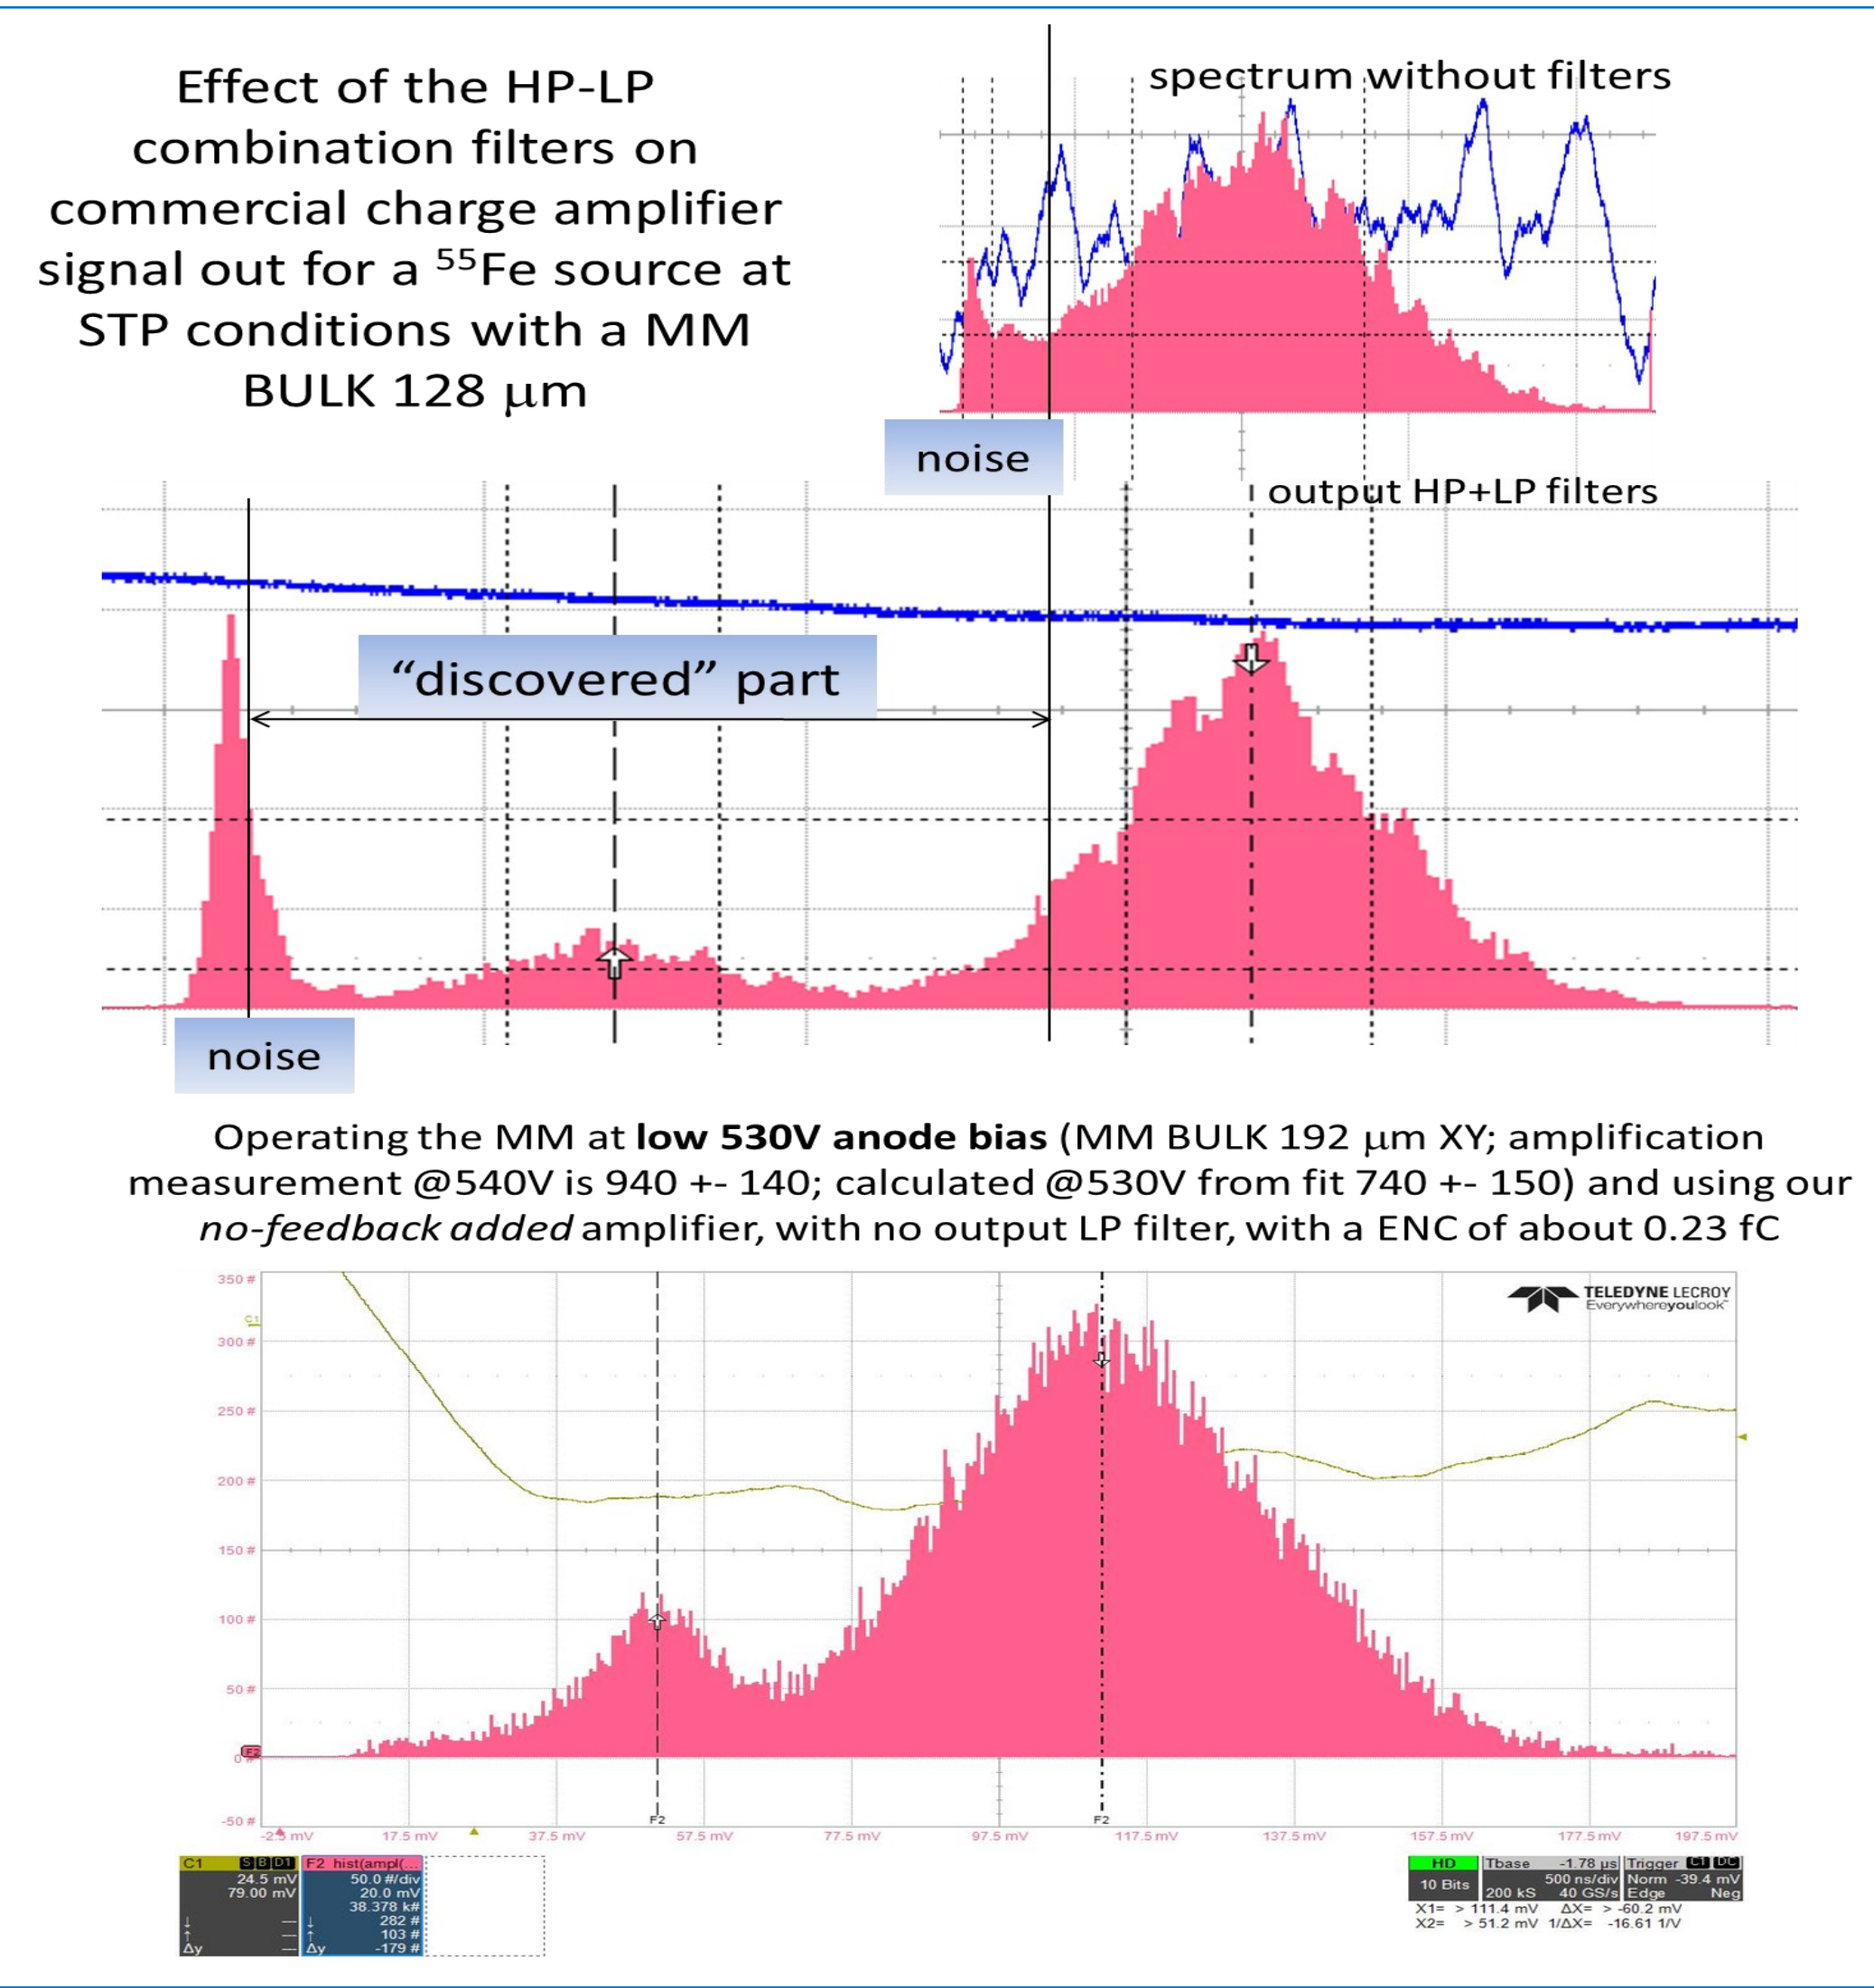 Effect of the HP-LP
combination filters on
commercial charge amplifier
signal out for a ⁵⁵Fe source at
STP conditions with a MM
BULK 128 μm
spectrum without filters
noise
output HP+LP filters
“discovered” part
noise
Operating the MM at low 530V anode bias (MM BULK 192 μm XY; amplification
measurement @540V is 940 +- 140; calculated @530V from fit 740 +- 150) and using our
no-feedback added amplifier, with no output LP filter, with a ENC of about 0.23 fC
TELEDYNE LECROY
Everywhereyoulook
350 #
C1
300 #
250 #
200 #
150 #
100 #
50 #
F2
0 #
-50 #
F2
F2
-2.5 mV
17.5 mV
37.5 mV
57.5 mV
77.5 mV
97.5 mV
117.5 mV
137.5 mV
157.5 mV
177.5 mV
197.5 mV
C1 S B D1
24.5 mV
79.00 mV
↓ ---
↑ ---
Δy ---
F2 hist(ampl(...
50.0 #/div
20.0 mV
38.378 k#
↓ 282 #
↑ 103 #
Δy -179 #
HD
10 Bits
Tbase -1.78 µs
500 ns/div
200 kS 40 GS/s
Trigger C1 DC
Norm -39.4 mV
Edge Neg
X1= > 111.4 mV ΔX= > -60.2 mV
X2= > 51.2 mV 1/ΔX= -16.61 1/V